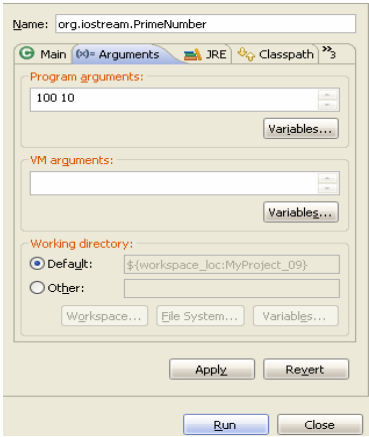 Name: org.iostream.PrimeNumber
Main (x)= Arguments JRE Classpath »3
Program arguments:
100 10
Variables...
VM arguments:
Variables...
Working directory:
Default: ${workspace_loc:MyProject_09}
Other:
Workspace... File System... Variables...
Apply Revert
Run Close